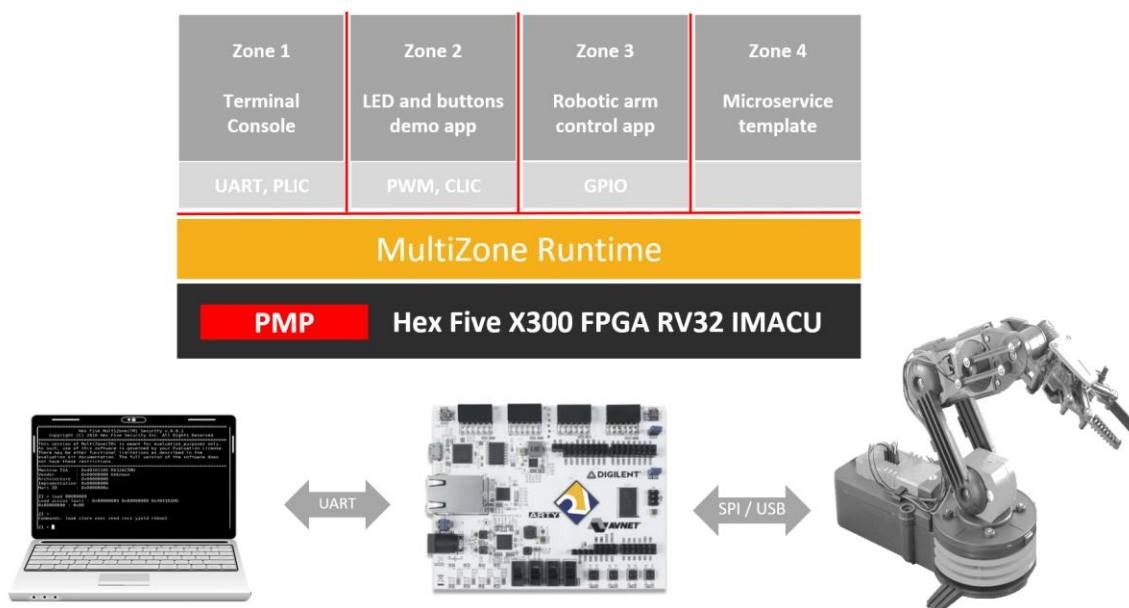 Zone 1
Terminal
Console
UART, PLIC
Zone 2
LED and buttons
demo app
PWM, CLIC
Zone 3
Robotic arm
control app
GPIO
Zone 4
Microservice
template
MultiZone Runtime
PMP
Hex Five X300 FPGA RV32 IMACU
UART
DIGILENT
ARTY
AVNET
SPI / USB